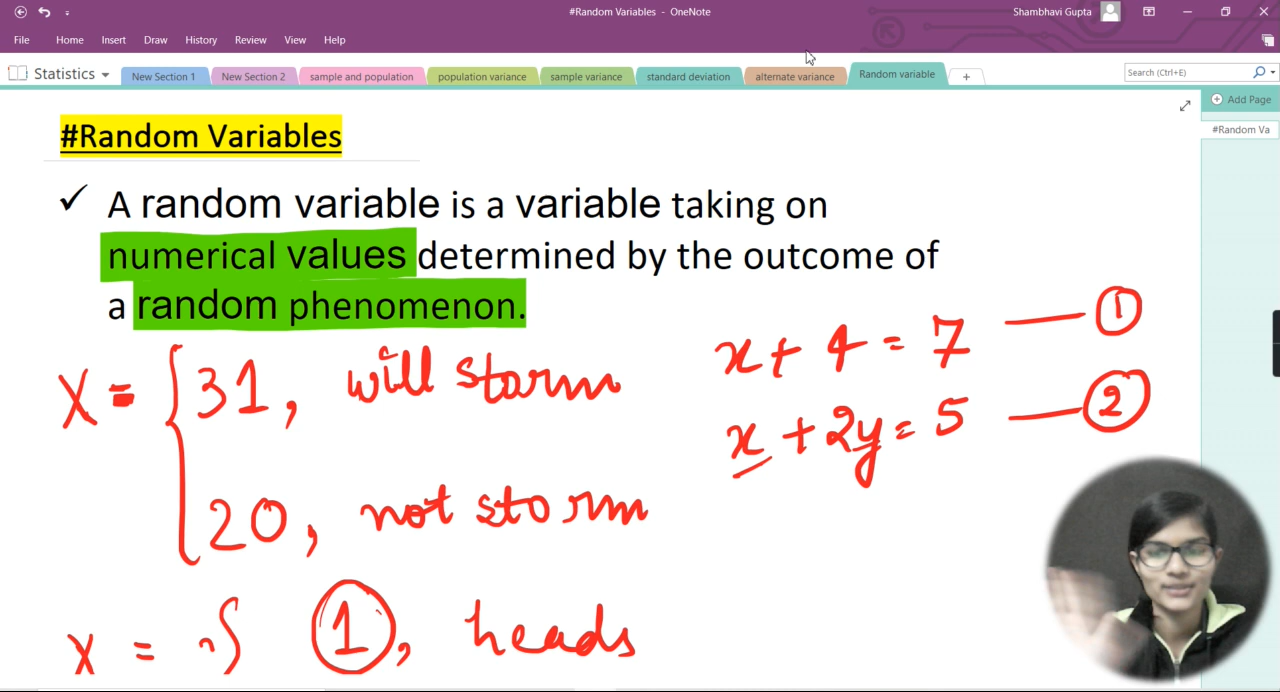 #Random Variables - OneNote
Shambhavi Gupta
File Home Insert Draw History Review View Help
Statistics New Section 1 New Section 2 sample and population population variance sample variance standard deviation alternate variance Random variable +
Search (Ctrl+E)
Add Page
#Random Va
#Random Variables
✓ A random variable is a variable taking on
numerical values determined by the outcome of
a random phenomenon.
x + 4 = 7 — 1
x + 2y = 5 — 2
X = { 31, will storm
20, not storm
x = { 1, heads